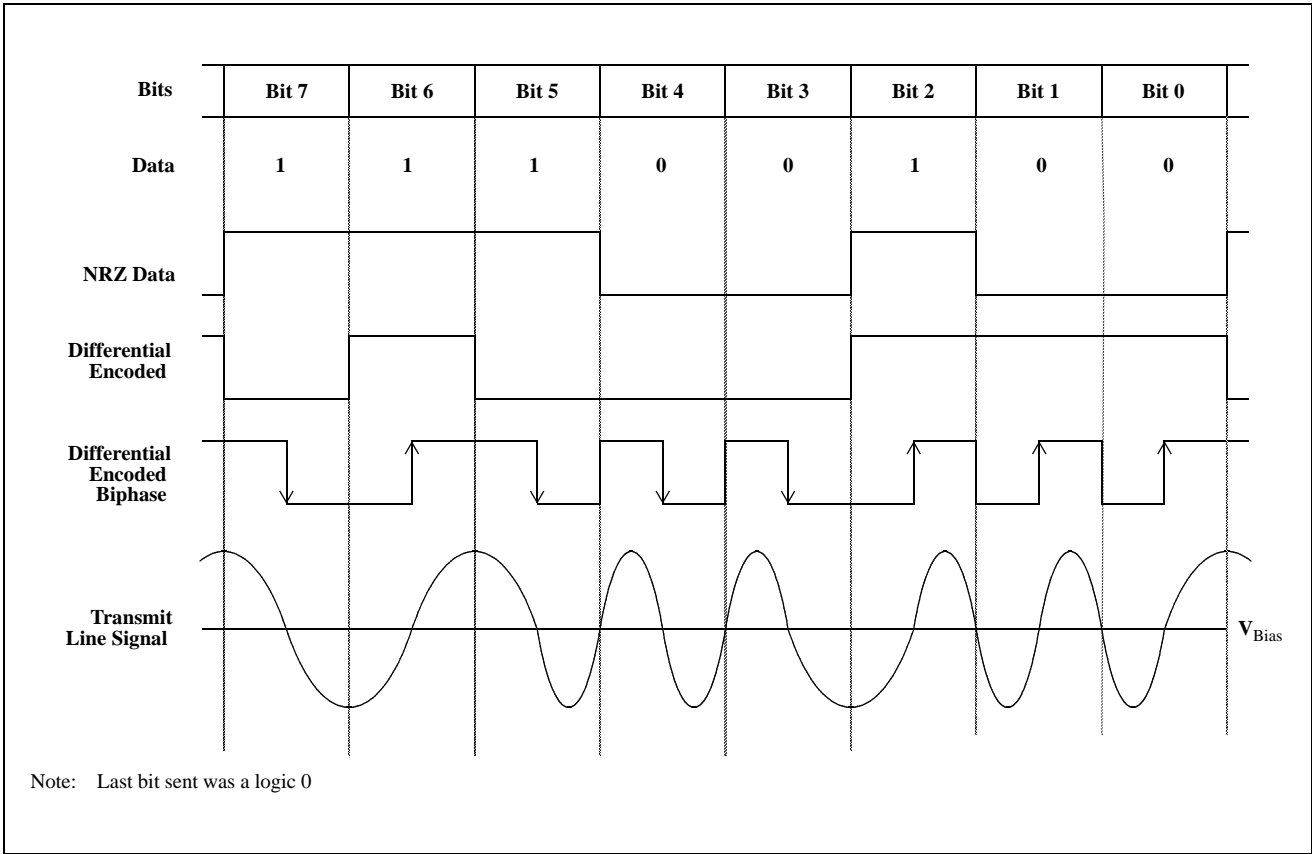 Bits Bit 7 Bit 6 Bit 5 Bit 4 Bit 3 Bit 2 Bit 1 Bit 0
Data 1 1 1 0 0 1 0 0
NRZ Data
Differential
Encoded
Differential
Encoded
Biphase
Transmit
Line Signal
VBias
Note: Last bit sent was a logic 0